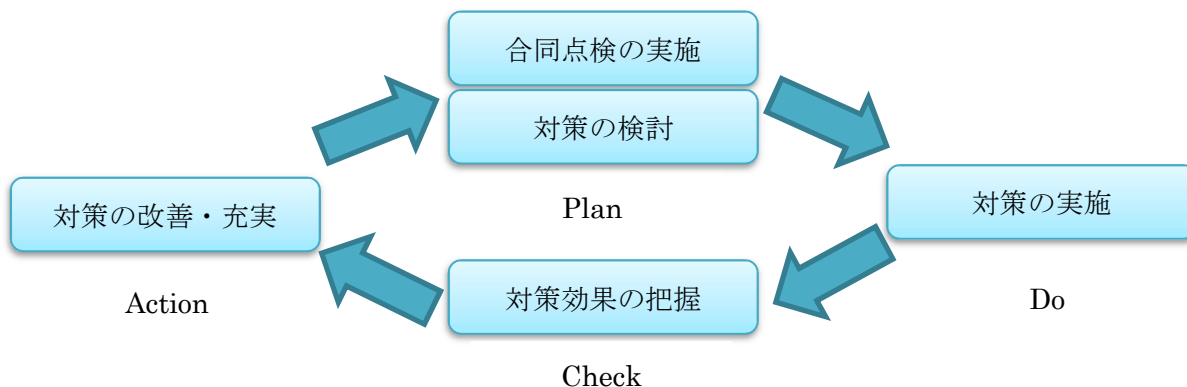 合同点検の実施
対策の検討
Plan
対策の実施
Do
対策効果の把握
Check
対策の改善・充実
Action